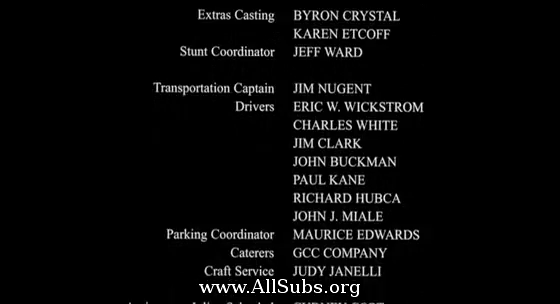 Extras Casting BYRON CRYSTAL
KAREN ETCOFF
Stunt Coordinator JEFF WARD
Transportation Captain JIM NUGENT
Drivers ERIC W. WICKSTROM
CHARLES WHITE
JIM CLARK
JOHN BUCKMAN
PAUL KANE
RICHARD HUBCA
JOHN J. MIALE
Parking Coordinator MAURICE EDWARDS
Caterers GCC COMPANY
Craft Service JUDY JANELLI
www.AllSubs.org